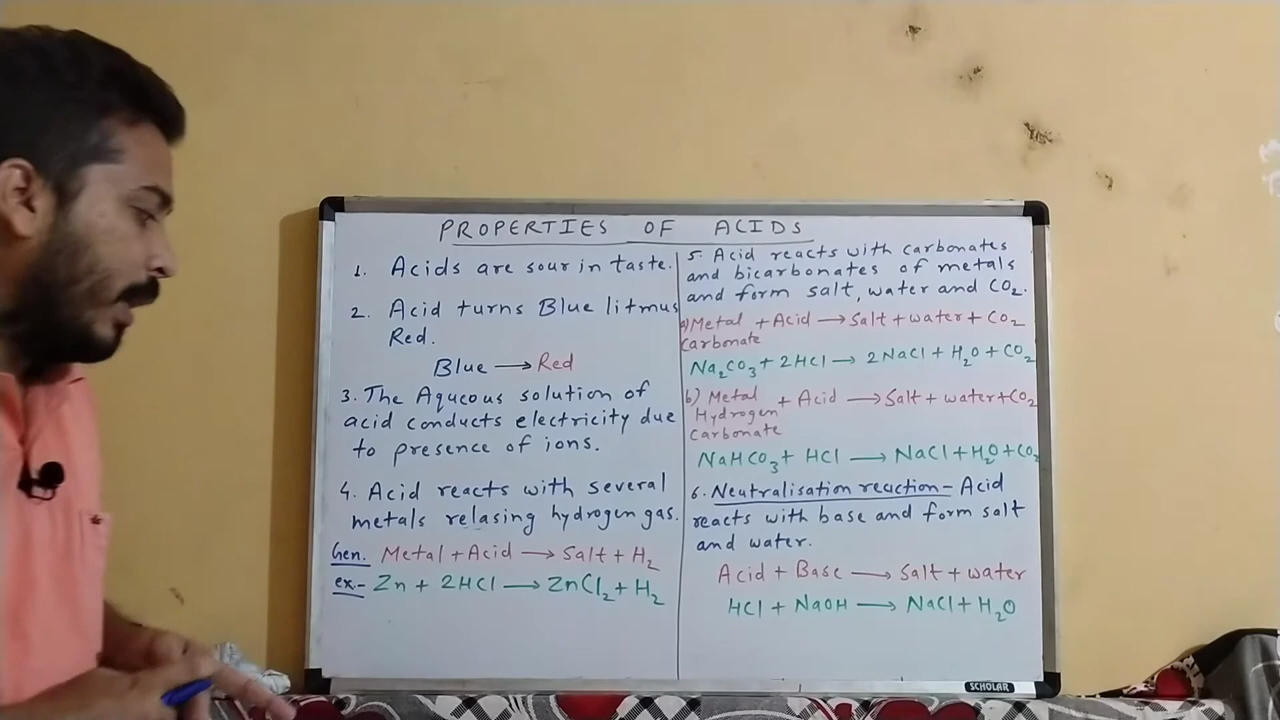 PROPERTIES OF ACIDS
1. Acids are sour in taste.
2. Acid turns Blue litmus
Red.
Blue → Red
3. The Aqueous solution of
acid conducts electricity due
to presence of ions.
4. Acid reacts with several
metals relasing hydrogen gas.
Gen. Metal + Acid → Salt + H₂
ex.- Zn + 2HCl → ZnCl₂ + H₂
5. Acid reacts with carbonates
and bicarbonates of metals
and form salt, water and CO₂.
a) Metal + Acid → Salt + water + CO₂
Carbonate
Na₂CO₃ + 2HCl → 2NaCl + H₂O + CO₂
b) Metal + Acid → Salt + water + CO₂
Hydrogen
Carbonate
NaHCO₃ + HCl → NaCl + H₂O + CO₂
6. Neutralisation reaction - Acid
reacts with base and form salt
and water.
Acid + Base → Salt + water
HCl + NaOH → NaCl + H₂O
SCHOLAR